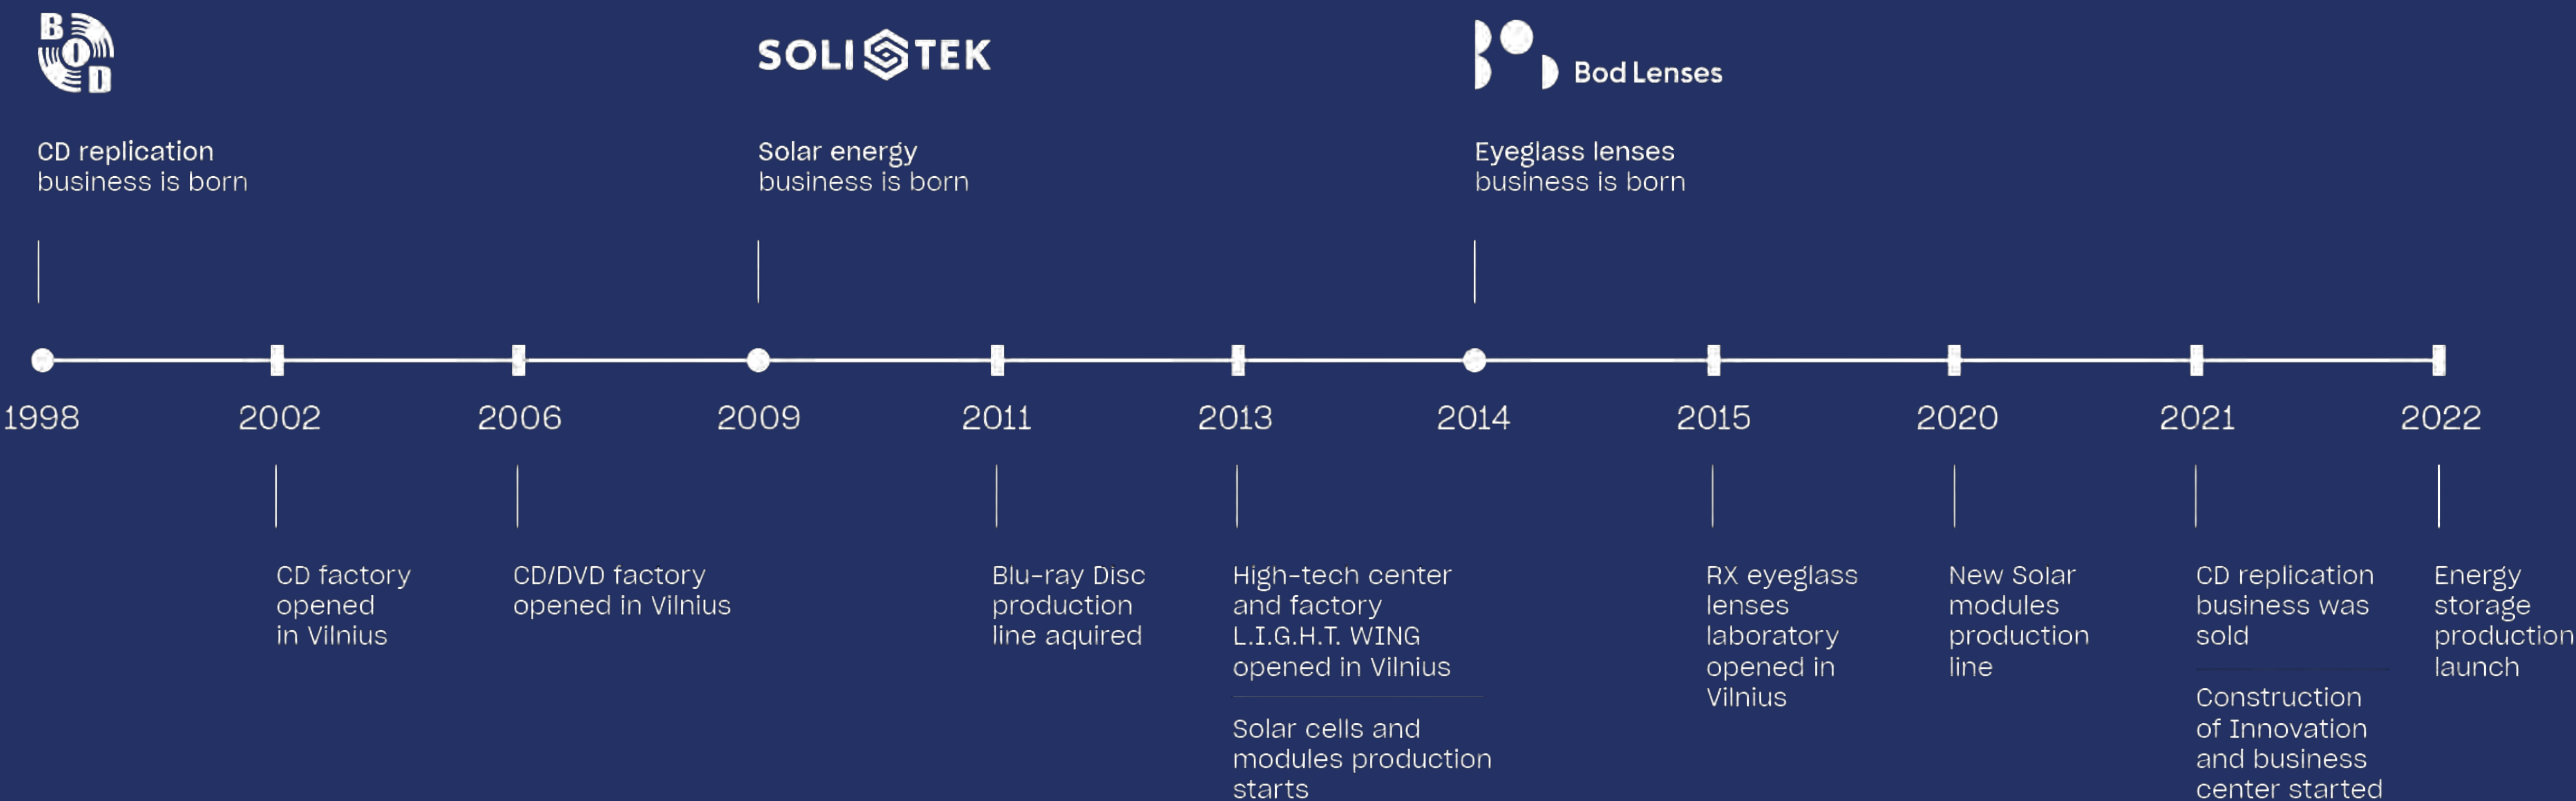 BOD
SOLI TEK
Bod Lenses
CD replication
business is born
Solar energy
business is born
Eyeglass lenses
business is born
1998
2002
2006
2009
2011
2013
2014
2015
2020
2021
2022
CD factory
opened
in Vilnius
CD/DVD factory
opened in Vilnius
Blu-ray Disc
production
line aquired
High-tech center
and factory
L.I.G.H.T. WING
opened in Vilnius
Solar cells and
modules production
starts
RX eyeglass
lenses
laboratory
opened in
Vilnius
New Solar
modules
production
line
CD replication
business was
sold
Construction
of Innovation
and business
center started
Energy
storage
production
launch